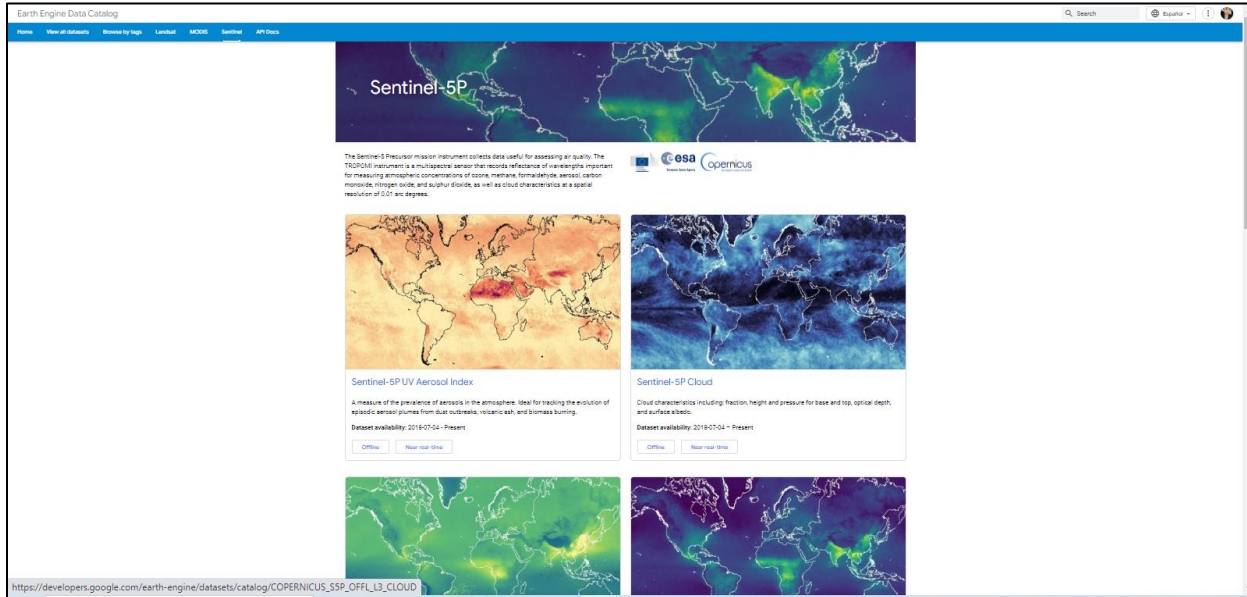 Earth Engine Data Catalog
Search
Español
Home View all datasets Browse by tags Landsat MODIS Sentinel API Docs
Sentinel-5P
The Sentinel-5 Precursor mission instrument collects data useful for assessing air quality. The
TROPOMI instrument is a multispectral sensor that records reflectance of wavelengths important
for measuring atmospheric concentrations of ozone, methane, formaldehyde, aerosol, carbon
monoxide, nitrogen oxide, and sulphur dioxide, as well as cloud characteristics at a spatial
resolution of 0.01 arc degrees.
esa
European Space Agency
opernicus
Sentinel-5P UV Aerosol Index
A measure of the prevalence of aerosols in the atmosphere. Ideal for tracking the evolution of
episodic aerosol plumes from dust outbreaks, volcanic ash, and biomass burning.
Dataset availability: 2018-07-04 - Present
Offline Near real-time
Sentinel-5P Cloud
Cloud characteristics including: fraction, height and pressure for base and top, optical depth,
and surface albedo.
Dataset availability: 2018-07-04 – Present
Offline Near real-time
https://developers.google.com/earth-engine/datasets/catalog/COPERNICUS_S5P_OFFL_L3_CLOUD